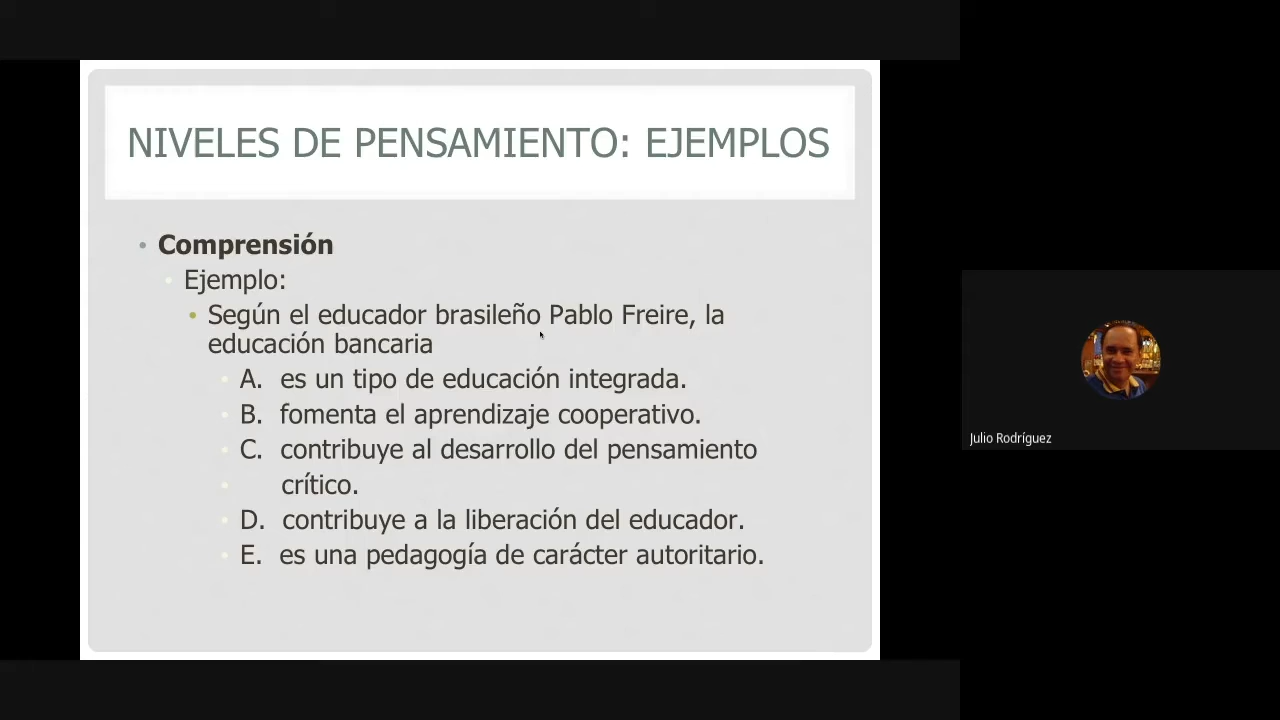 NIVELES DE PENSAMIENTO: EJEMPLOS
• Comprensión
• Ejemplo:
• Según el educador brasileño Pablo Freire, la
educación bancaria
• A. es un tipo de educación integrada.
• B. fomenta el aprendizaje cooperativo.
• C. contribuye al desarrollo del pensamiento
• crítico.
• D. contribuye a la liberación del educador.
• E. es una pedagogía de carácter autoritario.
Julio Rodríguez